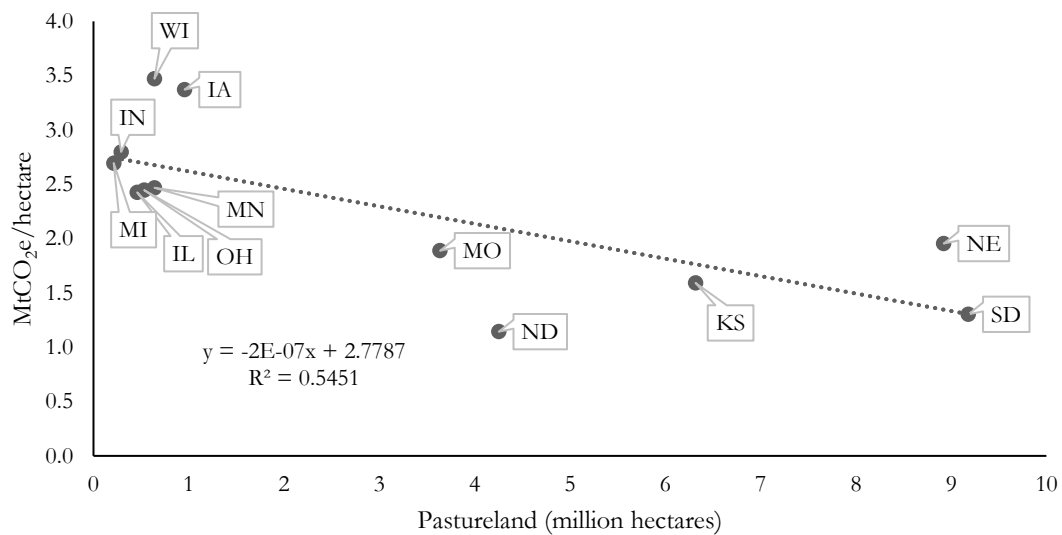 4.0
WI
3.5
IA
3.0
IN
2.5
MN
MI
IL
OH
2.0
MO
NE
1.5
KS
SD
ND
1.0
y = -2E-07x + 2.7787
R² = 0.5451
0.5
0.0
MtCO₂e/hectare
0 1 2 3 4 5 6 7 8 9 10
Pastureland (million hectares)